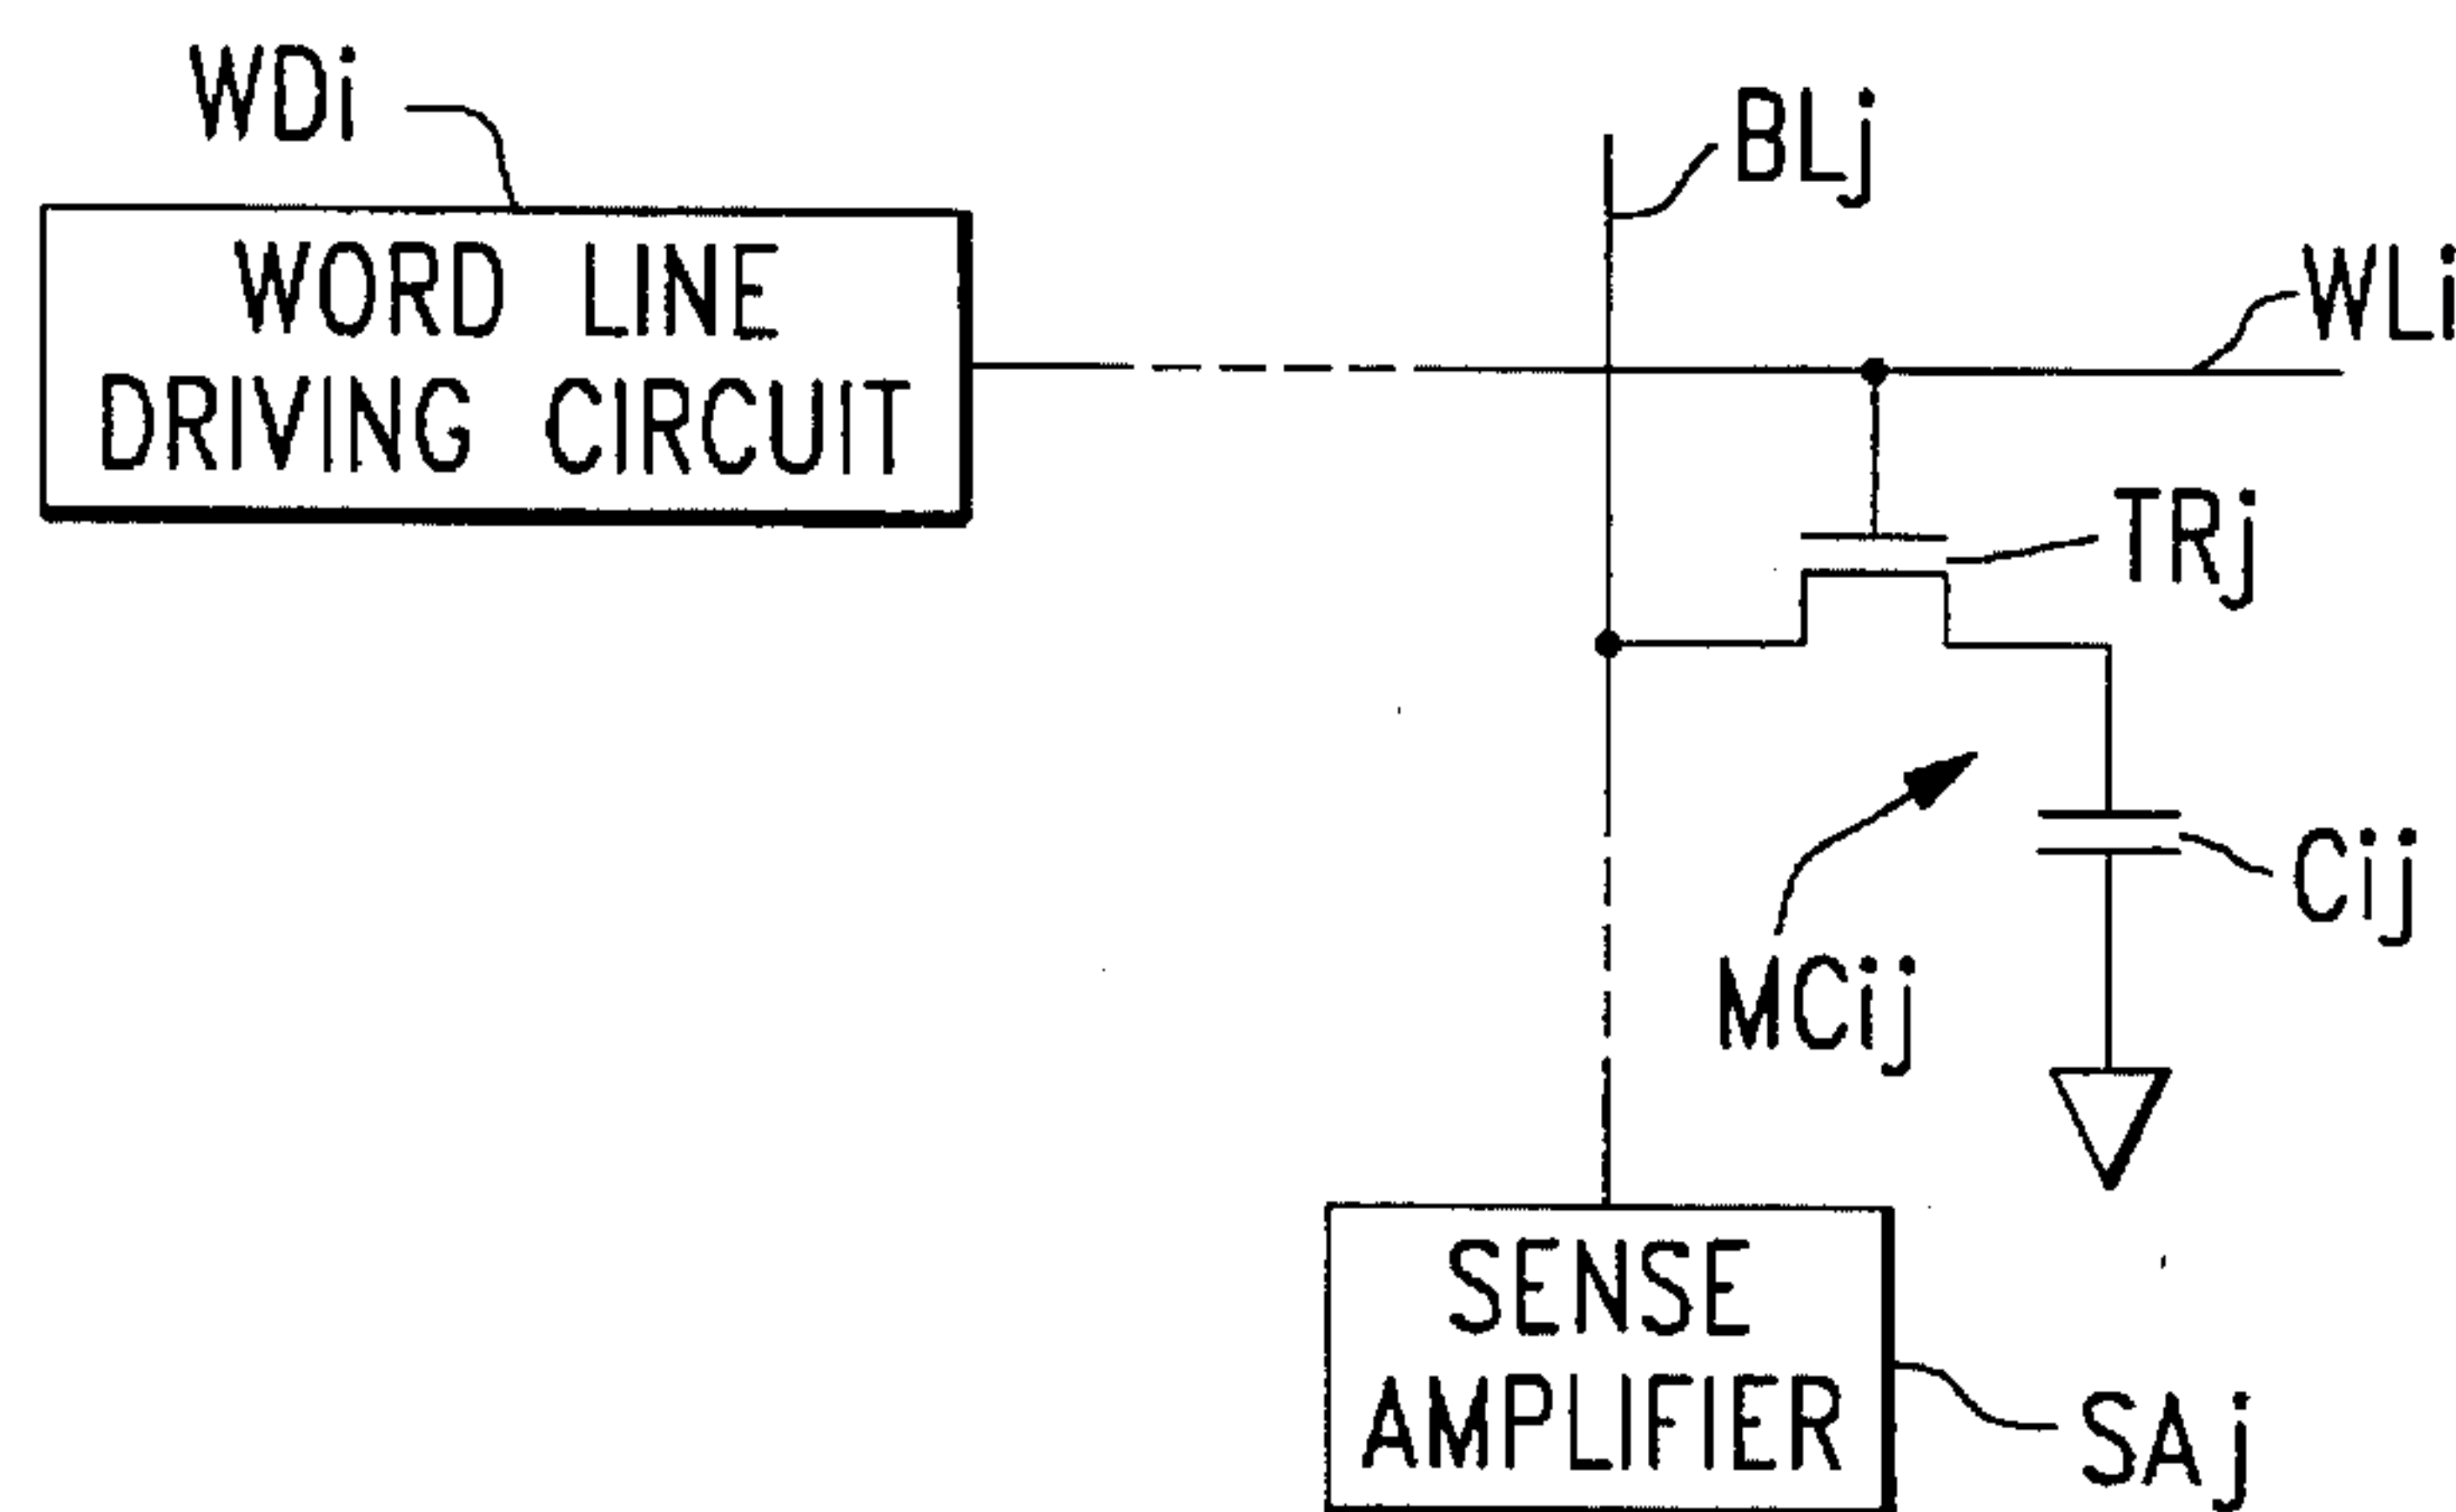 WDi
BLj
WORD LINE
DRIVING CIRCUIT
WLi
TRj
Cij
MCij
SENSE
AMPLIFIER
SAj